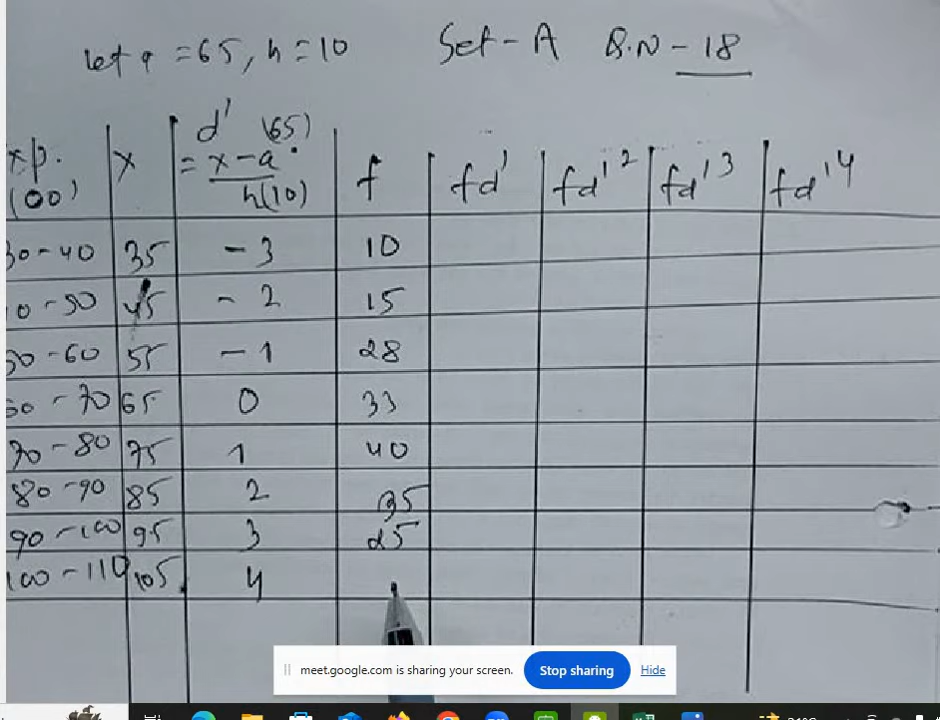 let a = 65, h = 10 Set - A Q.N - 18
xp. (00) x d' = x - a (65) / h(10) f fd' fd'2 fd'3 fd'4
30 - 40 35 - 3 10
0 - 50 45 - 2 15
50 - 60 55 - 1 28
60 - 70 65 0 33
70 - 80 75 1 40
80 - 90 85 2 35
90 - 100 95 3 25
100 - 110 105 4
meet.google.com is sharing your screen. Stop sharing Hide